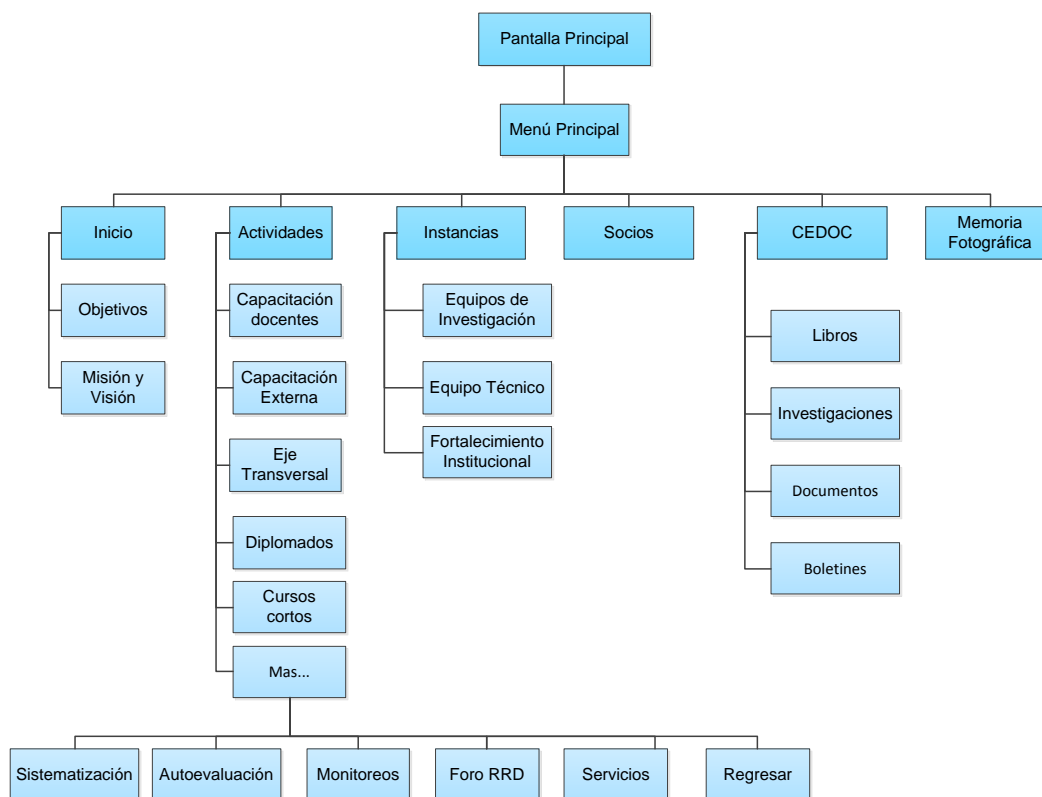 Pantalla Principal
Menú Principal
Inicio
Actividades
Instancias
Socios
CEDOC
Memoria
Fotográfica
Objetivos
Misión y
Visión
Capacitación
docentes
Capacitación
Externa
Eje
Transversal
Diplomados
Cursos
cortos
Mas...
Equipos de
Investigación
Equipo Técnico
Fortalecimiento
Institucional
Libros
Investigaciones
Documentos
Boletines
Sistematización
Autoevaluación
Monitoreos
Foro RRD
Servicios
Regresar